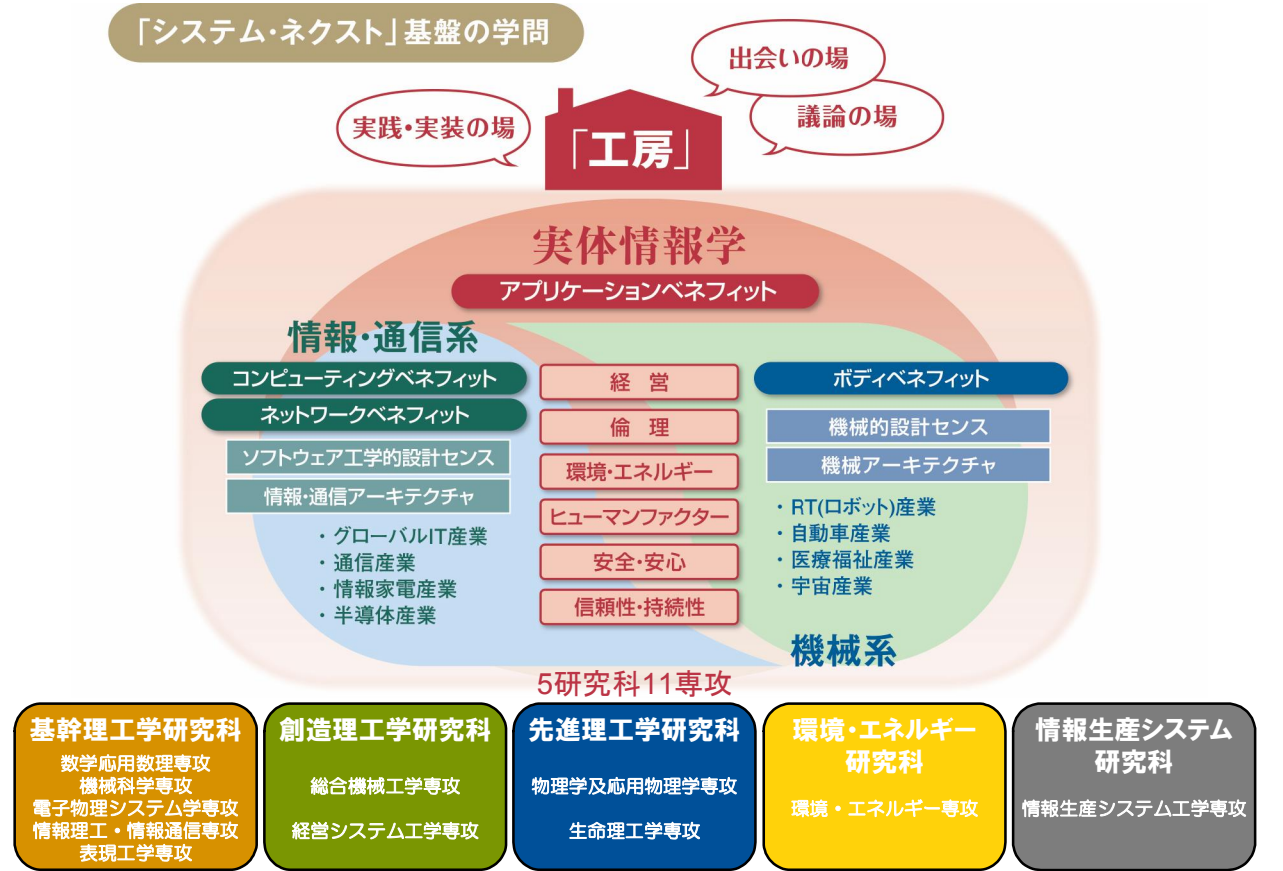 「システム・ネクスト」基盤の学問
出会いの場
議論の場
実践・実装の場
「工房」
実体情報学
アプリケーションベネフィット
情報・通信系
コンピューティングベネフィット
ネットワークベネフィット
ソフトウェア工学的設計センス
情報・通信アーキテクチャ
・グローバルIT産業
・通信産業
・情報家電産業
・半導体産業
経 営
倫 理
環境・エネルギー
ヒューマンファクター
安全・安心
信頼性・持続性
ボディベネフィット
機械的設計センス
機械アーキテクチャ
・RT(ロボット)産業
・自動車産業
・医療福祉産業
・宇宙産業
機械系
5研究科11専攻
基幹理工学研究科
数学応用数理専攻
機械科学専攻
電子物理システム学専攻
情報理工・情報通信専攻
表現工学専攻
創造理工学研究科
総合機械工学専攻
経営システム工学専攻
先進理工学研究科
物理学及応用物理学専攻
生命理工学専攻
環境・エネルギー
研究科
環境・エネルギー専攻
情報生産システム
研究科
情報生産システム工学専攻